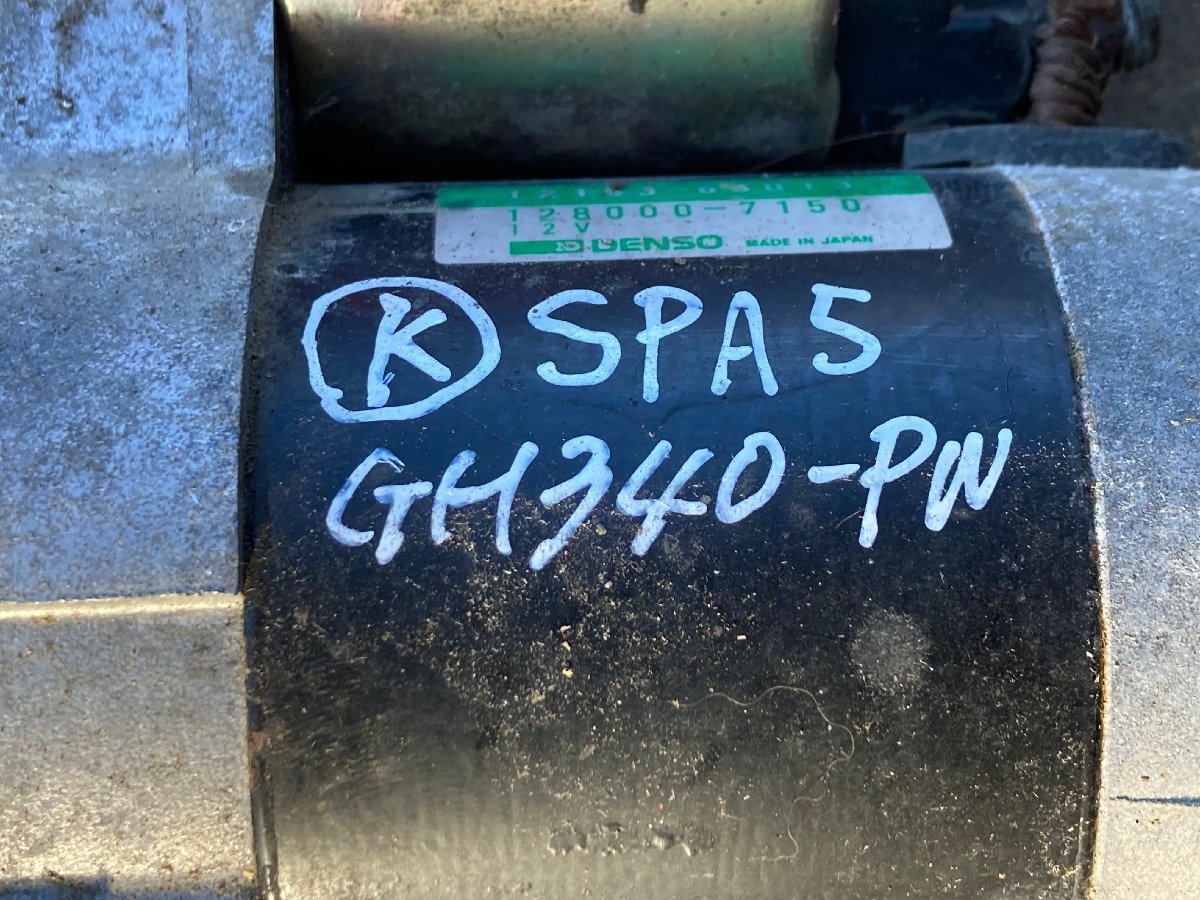 128000-7150
12V
DENSO MADE IN JAPAN
K SPA5
GH340-PW